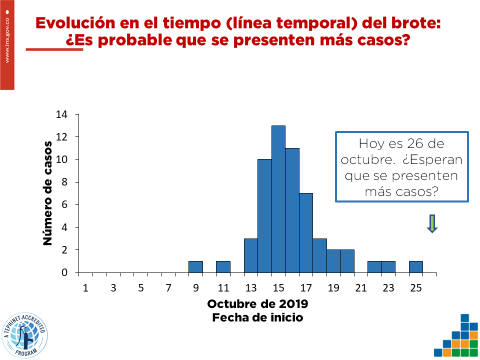 www.ins.gov.co
Evolución en el tiempo (línea temporal) del brote:
¿Es probable que se presenten más casos?
14
12
10
8
6
4
2
0
Número de casos
Hoy es 26 de
octubre. ¿Esperan
que se presenten
más casos?
1 3 5 7 9 11 13 15 17 19 21 23 25
Octubre de 2019
Fecha de inicio
A TEPHINET ACCREDITED
PROGRAM